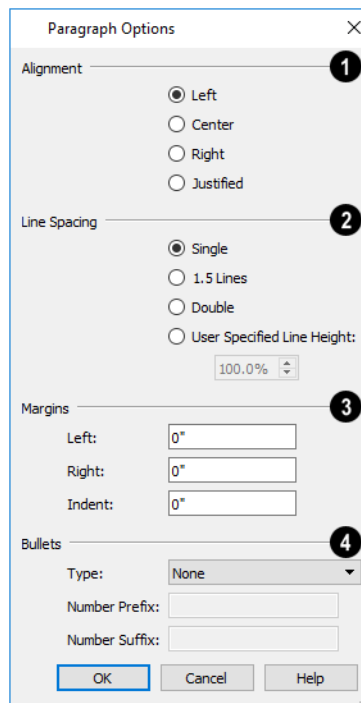 Paragraph Options
Alignment 1
Left
Center
Right
Justified
Line Spacing 2
Single
1.5 Lines
Double
User Specified Line Height:
100.0%
Margins 3
Left: 0"
Right: 0"
Indent: 0"
Bullets 4
Type: None
Number Prefix:
Number Suffix:
OK Cancel Help